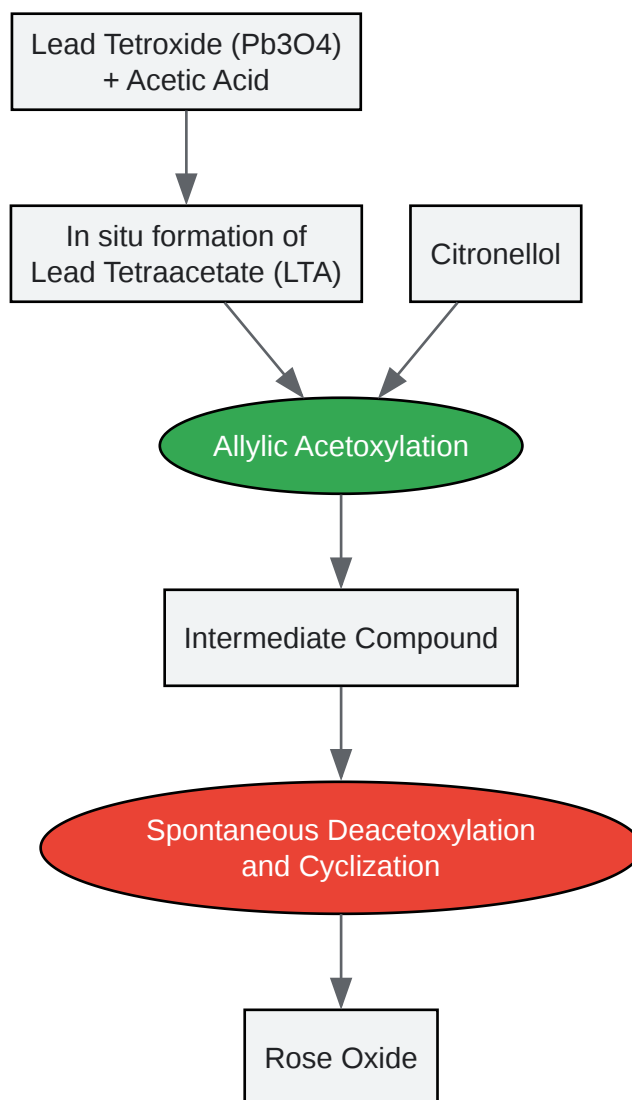 Lead Tetroxide (Pb3O4)
+ Acetic Acid
In situ formation of
Lead Tetraacetate (LTA)
Citronellol
Allylic Acetoxylation
Intermediate Compound
Spontaneous Deacetoxylation
and Cyclization
Rose Oxide